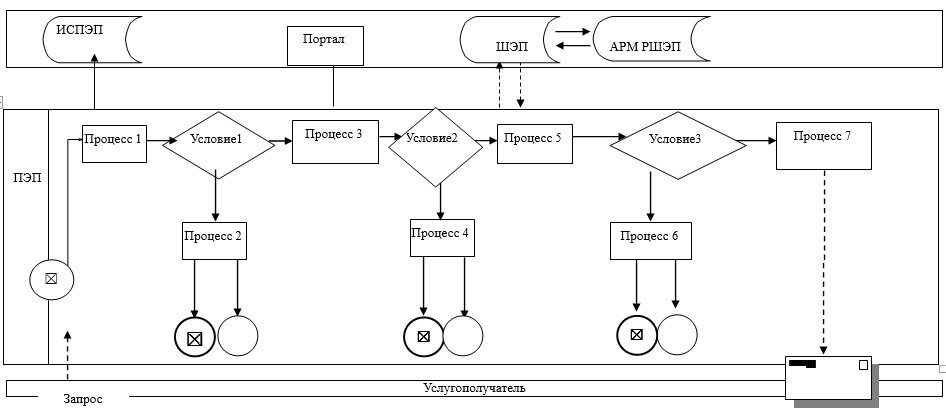 ИСПЭП
Портал
ШЭП
АРМ РШЭП
ПЭП
Процесс 1
Условие1
Процесс 3
Условие2
Процесс 5
Условие3
Процесс 7
Процесс 2
Процесс 4
Процесс 6
Услугополучатель
Запрос